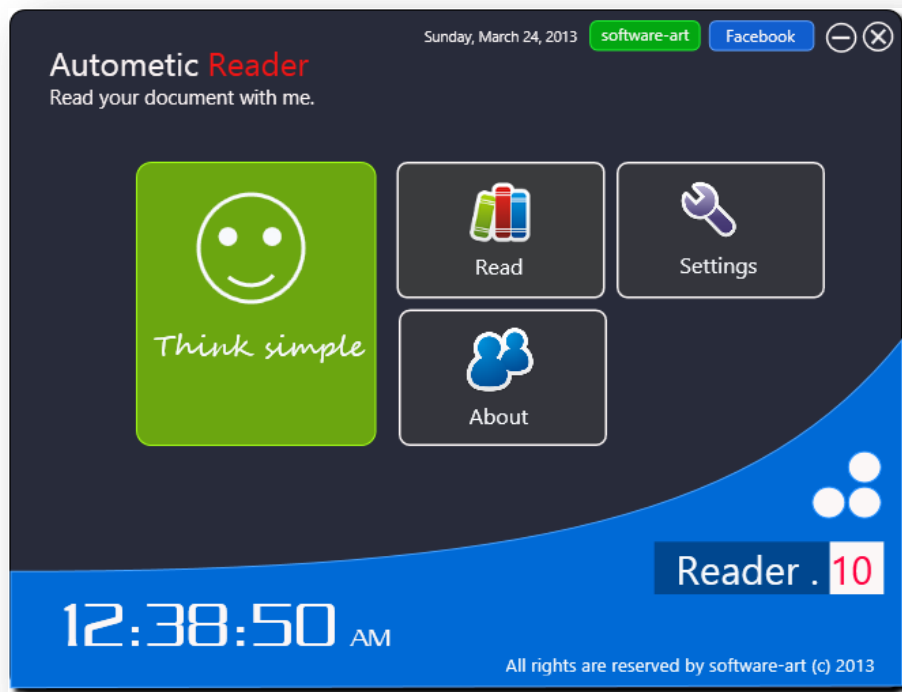 Sunday, March 24, 2013 software-art Facebook
Autometic Reader
Read your document with me.
Think simple
Read
Settings
About
Reader . 10
12:38:50 AM
All rights are reserved by software-art (c) 2013